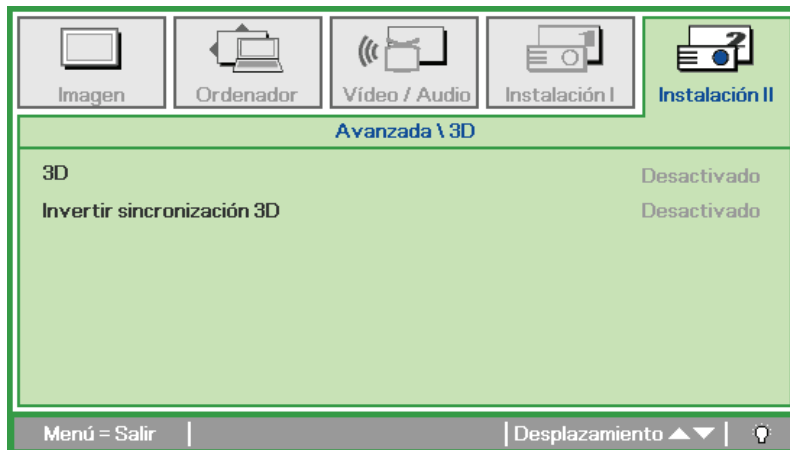 Imagen
Ordenador
Vídeo / Audio
Instalación I
Instalación II
Avanzada \ 3D
3D Desactivado
Invertir sincronización 3D Desactivado
Menú = Salir Desplazamiento ▲▼